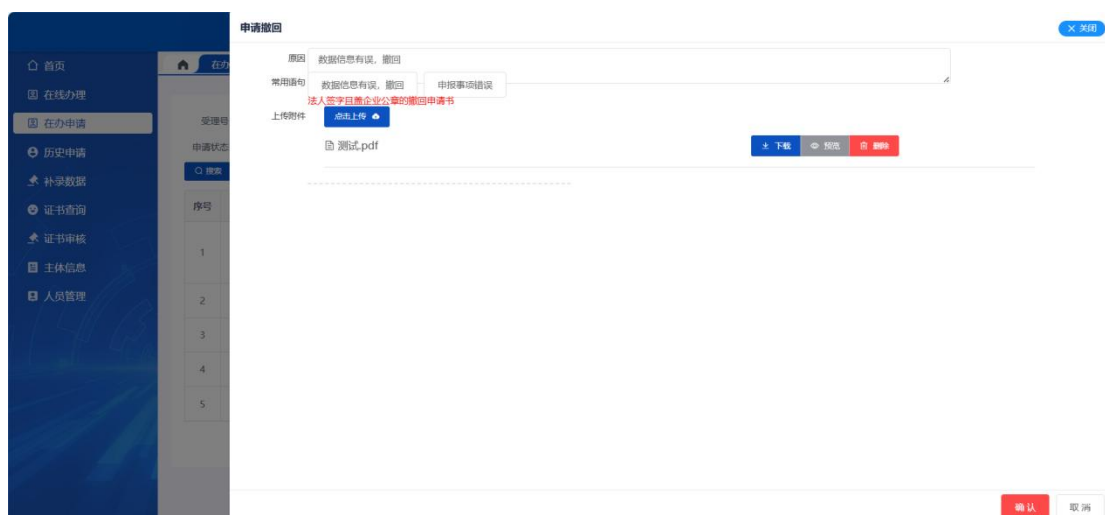 申请撤回
× 关闭
首页
在线办理
在办申请
历史申请
补录数据
证书查询
证书审核
主体信息
人员管理
在办
受理号
申请状态
搜索
序号
1
2
3
4
5
原因
数据信息有误，撤回
常用语句
数据信息有误，撤回
申报事项错误
法人签字且盖企业公章的撤回申请书
上传附件
点击上传
测试.pdf
下载
预览
删除
确认
取消